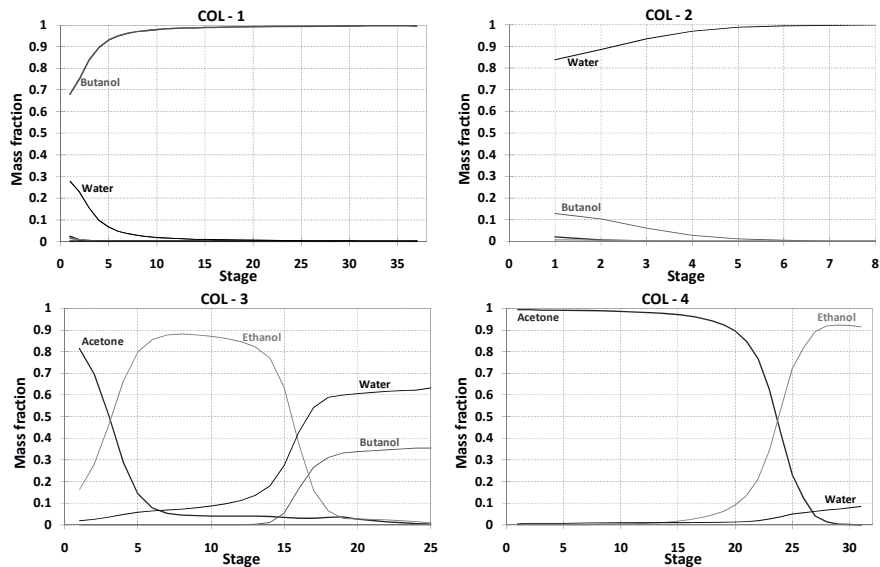 COL - 1
Mass fraction
1
0.9
0.8
0.7
0.6
0.5
0.4
0.3
0.2
0.1
0
Butanol
Water
0 5 10 15 20 25 30 35
Stage
COL - 2
Mass fraction
1
0.9
0.8
0.7
0.6
0.5
0.4
0.3
0.2
0.1
0
Water
Butanol
0 1 2 3 4 5 6 7 8
Stage
COL - 3
Mass fraction
1
0.9
0.8
0.7
0.6
0.5
0.4
0.3
0.2
0.1
0
Acetone
Ethanol
Water
Butanol
0 5 10 15 20 25
Stage
COL - 4
Mass fraction
1
0.9
0.8
0.7
0.6
0.5
0.4
0.3
0.2
0.1
0
Acetone
Ethanol
Water
0 5 10 15 20 25 30
Stage